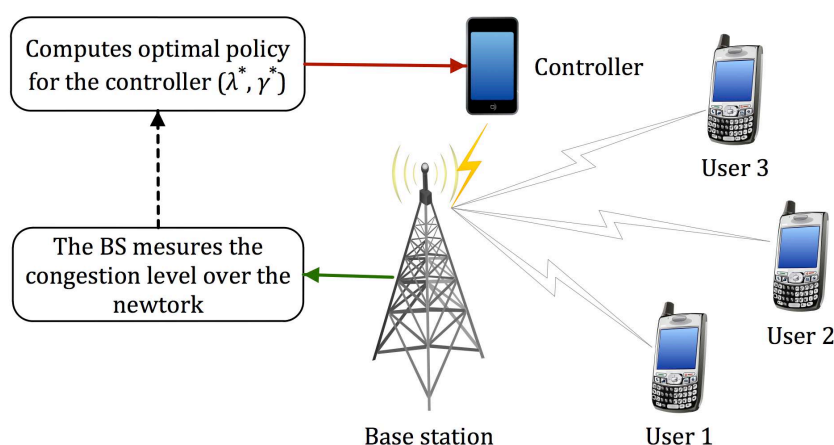 Computes optimal policy
for the controller (λ*, γ*)
Controller
User 3
The BS mesures the
congestion level over the
newtork
User 2
Base station
User 1